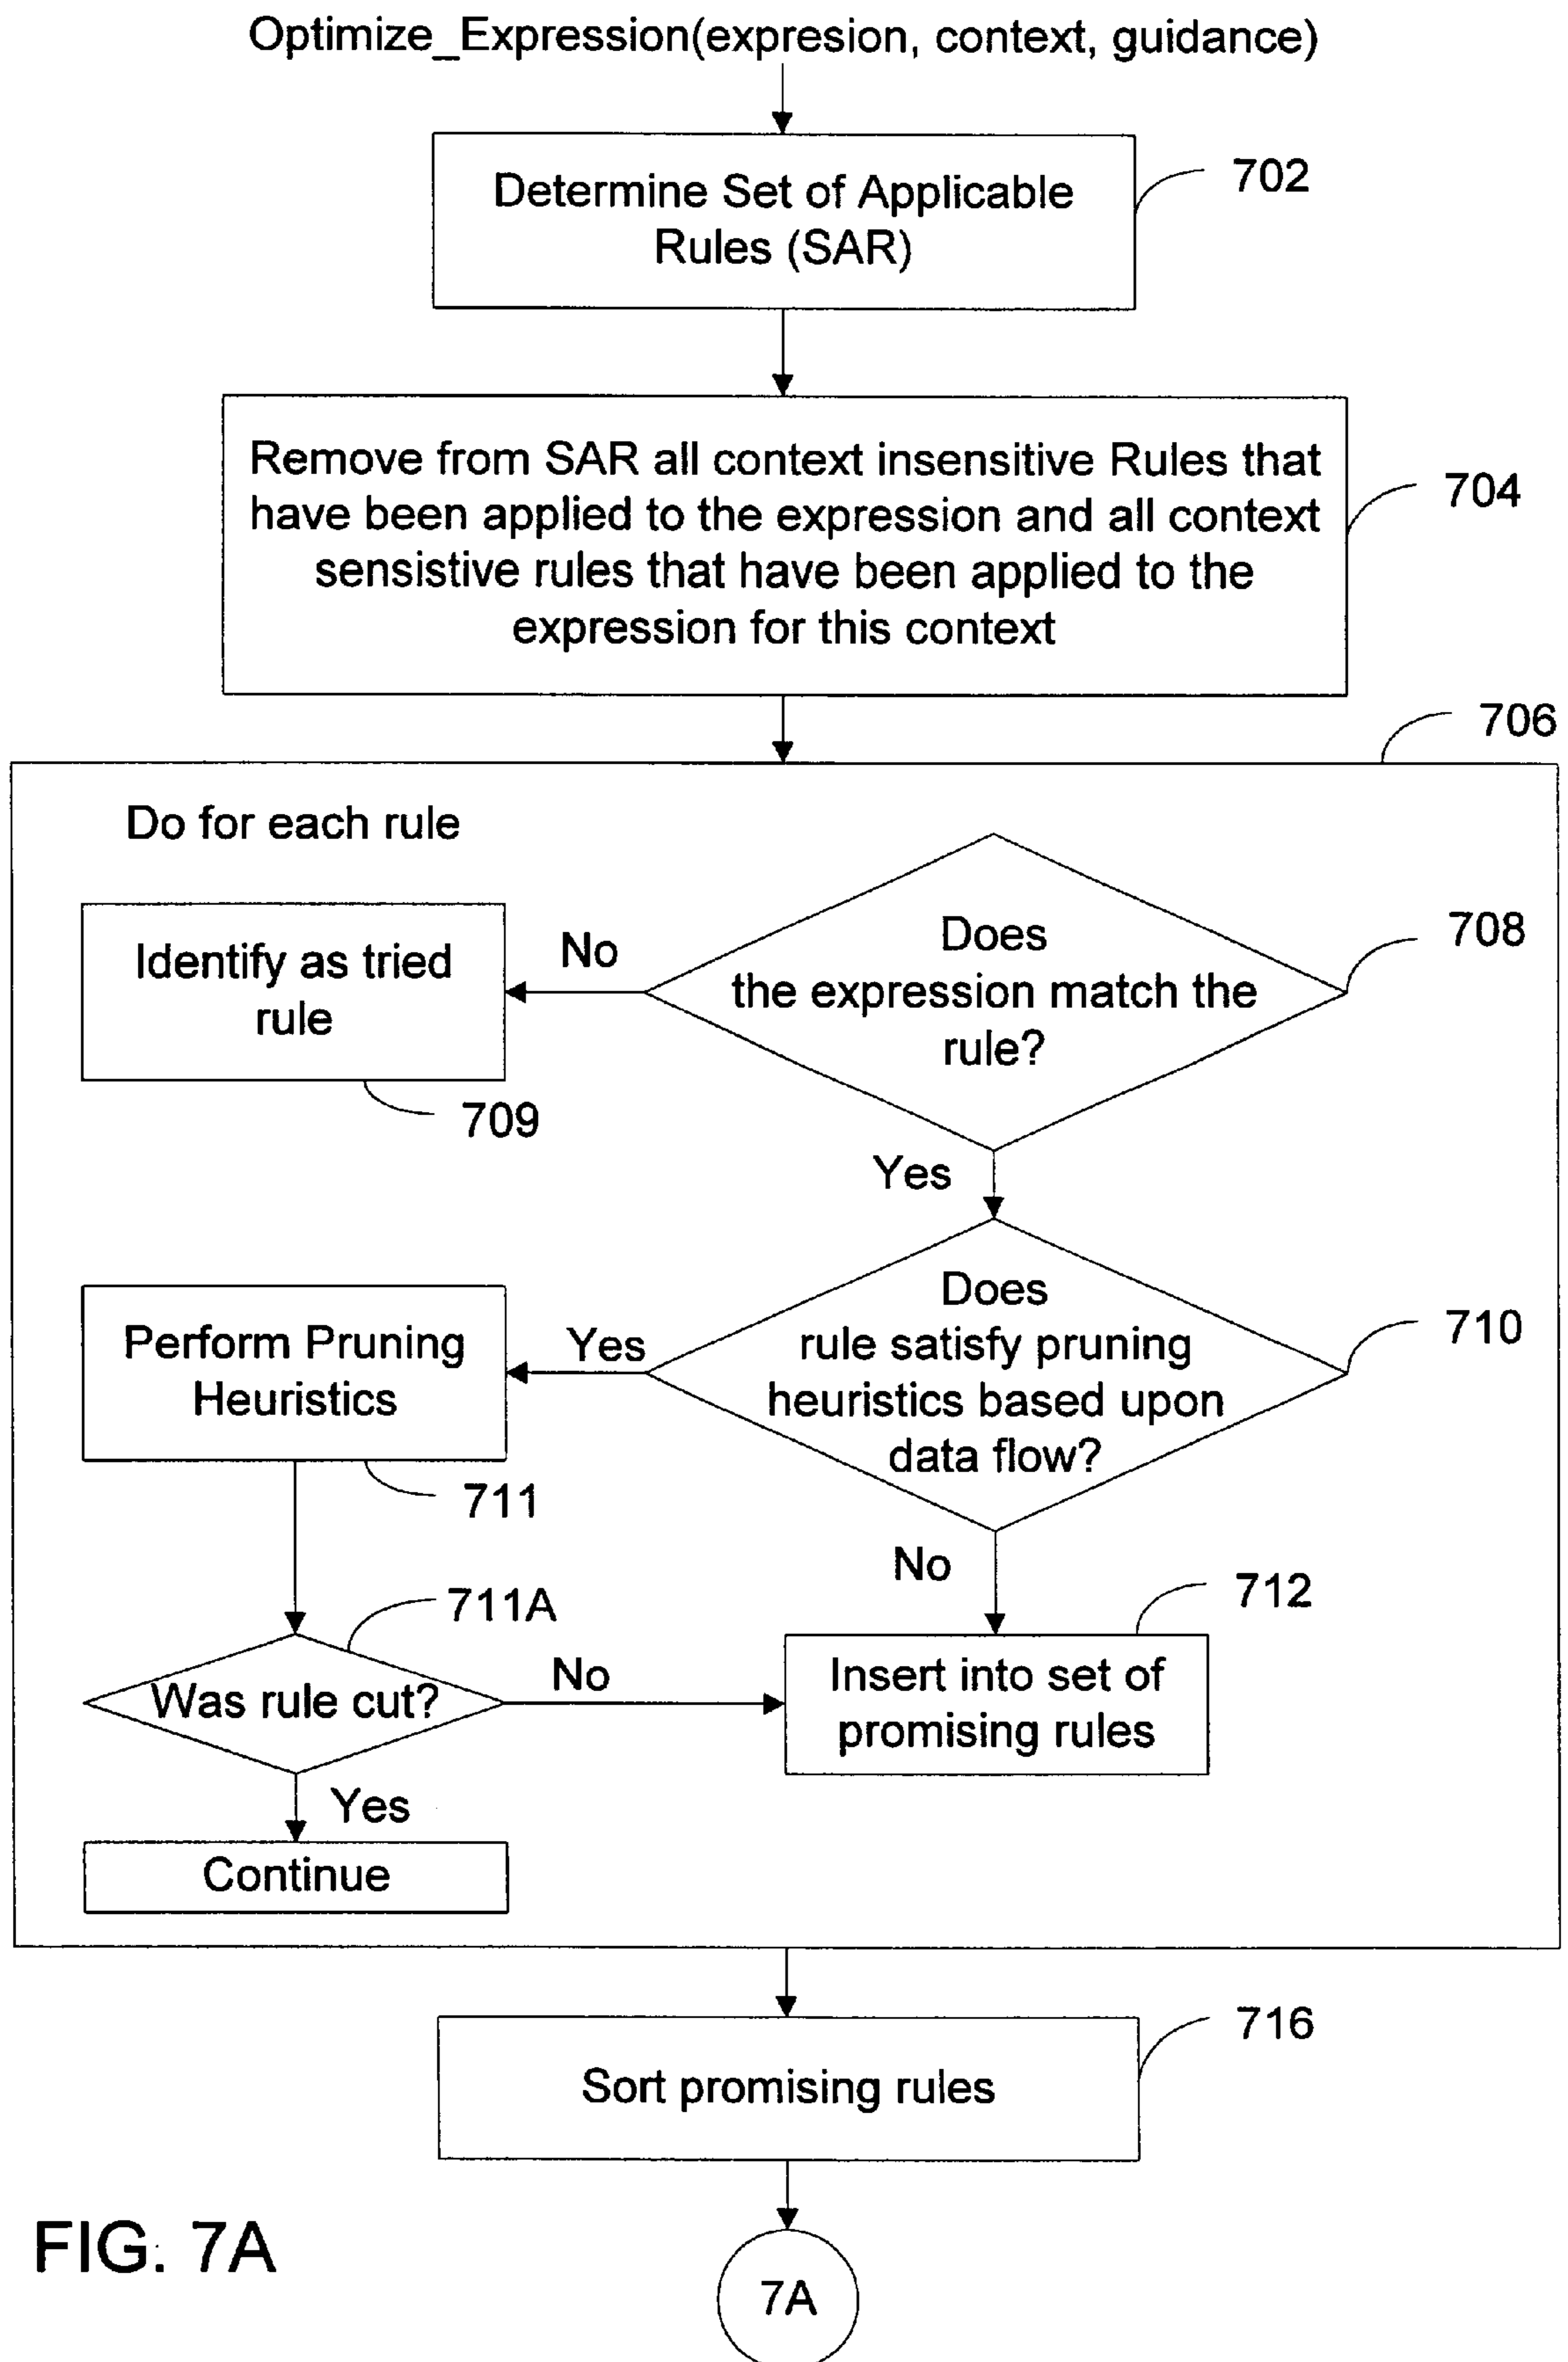 Optimize_Expression(expresion, context, guidance)
Determine Set of Applicable
Rules (SAR)
702
Remove from SAR all context insensitive Rules that
have been applied to the expression and all context
sensistive rules that have been applied to the
expression for this context
704
706
Do for each rule
Does
the expression match the
rule?
708
No
Identify as tried
rule
709
Yes
Does
rule satisfy pruning
heuristics based upon
data flow?
710
Yes
Perform Pruning
Heuristics
711
No
711A
Was rule cut?
No
712
Insert into set of
promising rules
Yes
Continue
716
Sort promising rules
FIG. 7A
7A